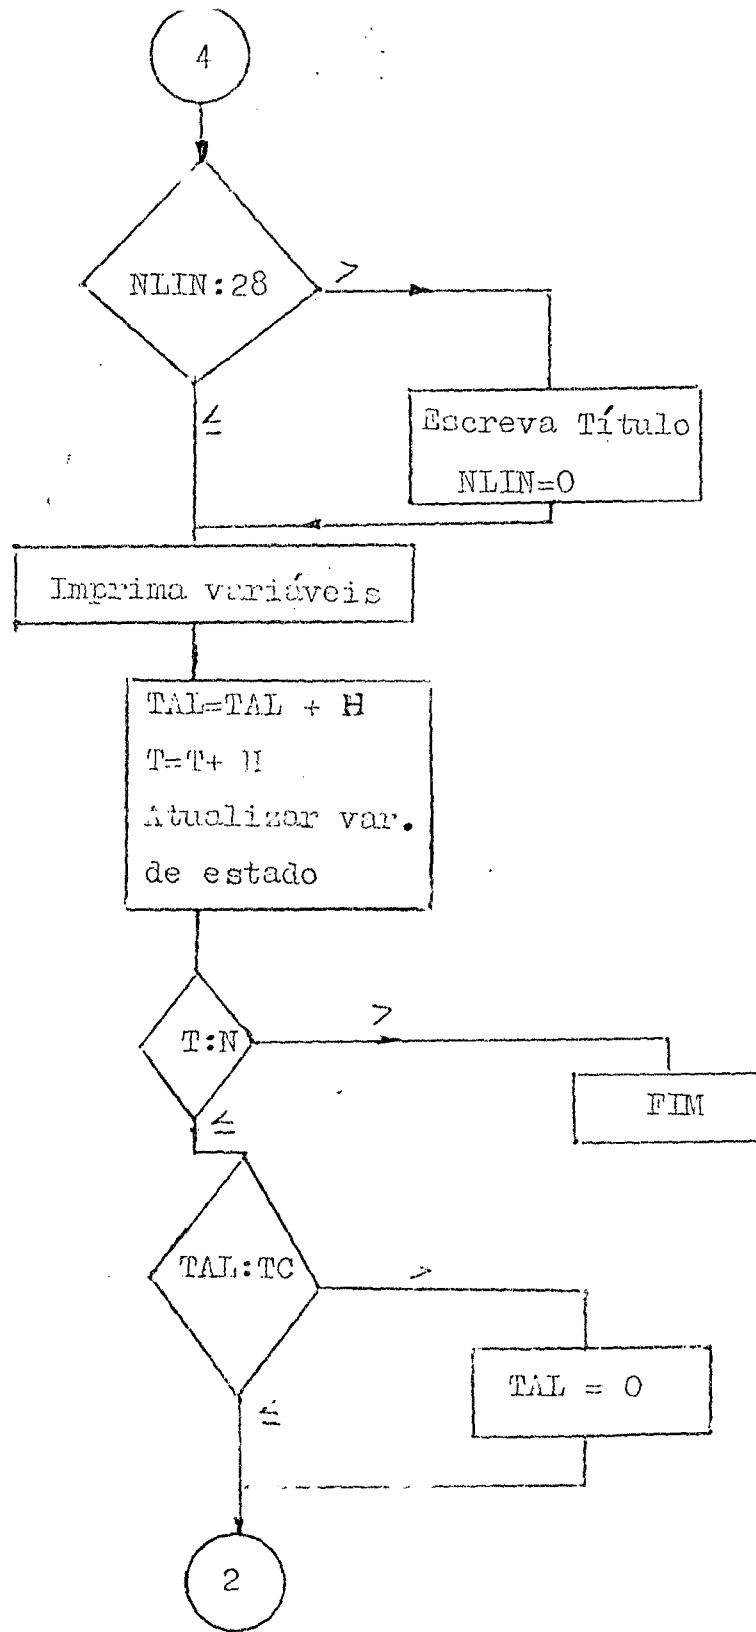 4
NLIN:28
>
≤
Escreva Título
NLIN=0
Imprima variáveis
TAL=TAL + H
T=T+ H
Atualizar var.
de estado
T:N
>
≤
FIM
TAL:TC
>
≤
TAL = 0
2